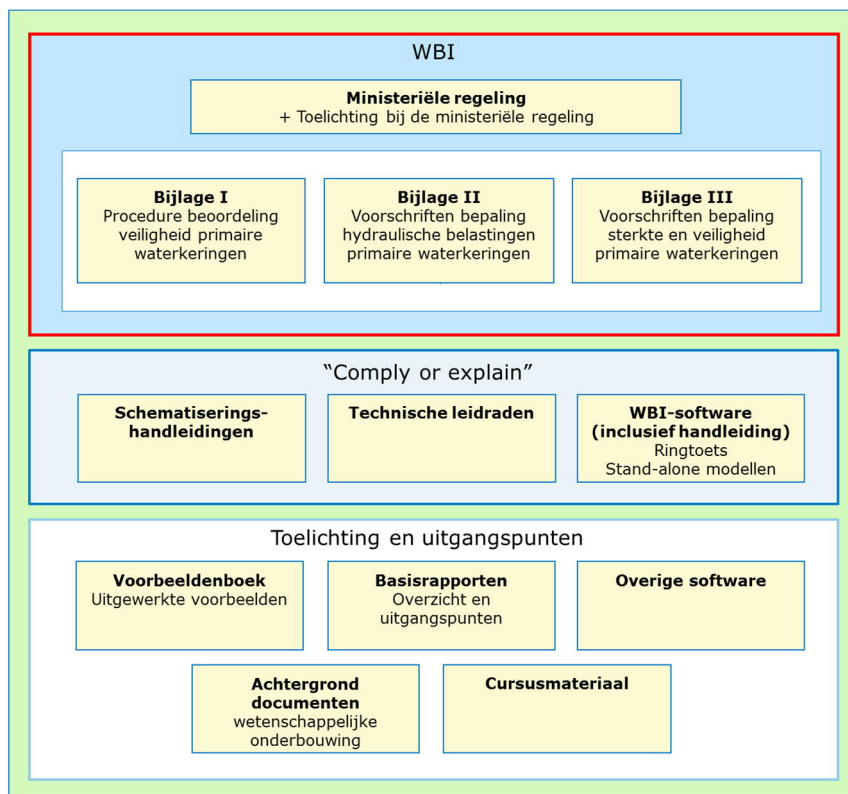 WBI
Ministeriële regeling
+ Toelichting bij de ministeriële regeling
Bijlage I
Procedure beoordeling
veiligheid primaire
waterkeringen
Bijlage II
Voorschriften bepaling
hydraulische belastingen
primaire waterkeringen
Bijlage III
Voorschriften bepaling
sterkte en veiligheid
primaire waterkeringen
“Comply or explain”
Schematiserings-
handleidingen
Technische leidraden
WBI-software
(inclusief handleiding)
Ringtoets
Stand-alone modellen
Toelichting en uitgangspunten
Voorbeeldenboek
Uitgewerkte voorbeelden
Basisrapporten
Overzicht en
uitgangspunten
Overige software
Achtergrond
documenten
wetenschappelijke
onderbouwing
Cursusmateriaal